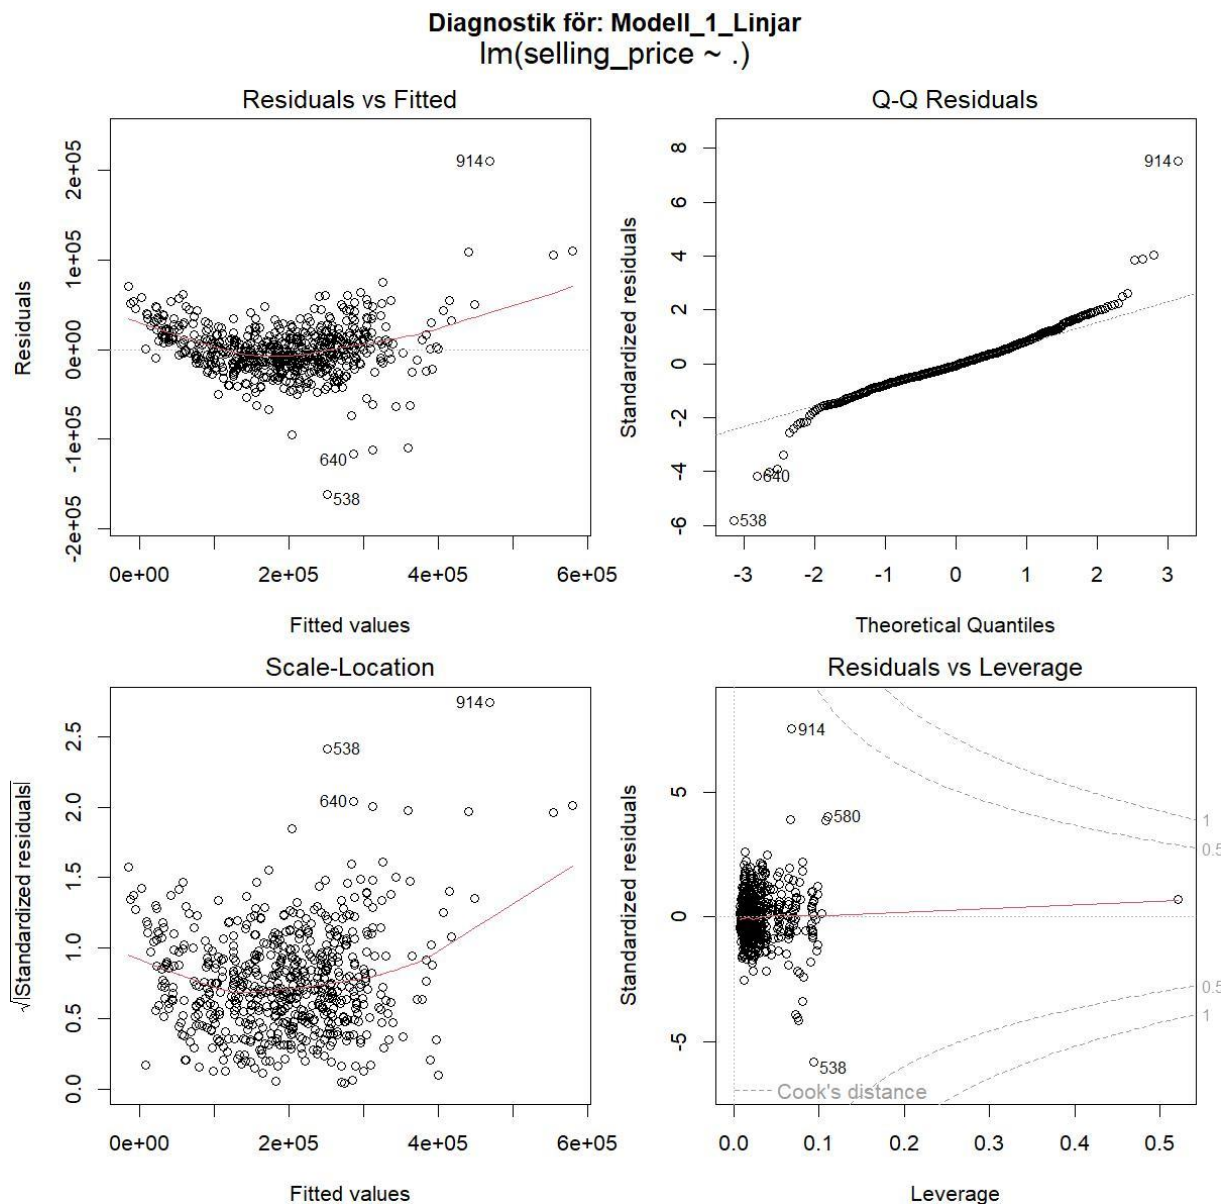 Diagnostik för: Modell_1_Linjar
lm(selling_price ~ .)
Residuals vs Fitted
Residuals
2e+05
1e+05
0e+00
-1e+05
-2e+05
914
640
538
0e+00 2e+05 4e+05 6e+05
Fitted values
Q-Q Residuals
Standardized residuals
8
6
4
2
0
-2
-4
-6
914
640
538
-3 -2 -1 0 1 2 3
Theoretical Quantiles
Scale-Location
√|Standardized residuals|
2.5
2.0
1.5
1.0
0.5
0.0
914
538
640
0e+00 2e+05 4e+05 6e+05
Fitted values
Residuals vs Leverage
Standardized residuals
5
0
-5
914
580
538
1
0.5
0.5
1
Cook's distance
0.0 0.1 0.2 0.3 0.4 0.5
Leverage